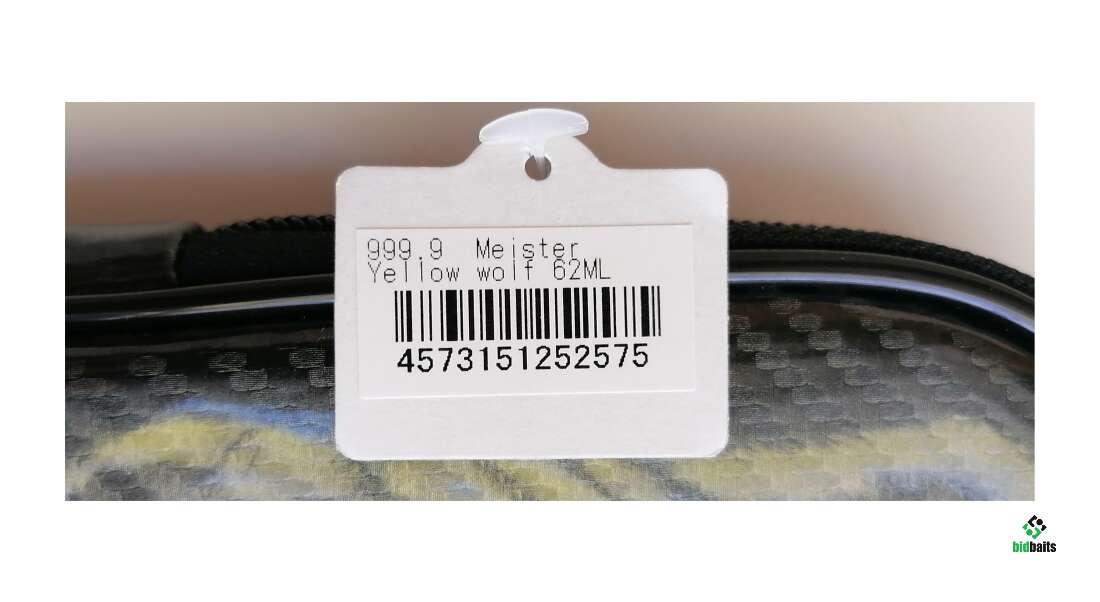 999.9 Meister
Yellow wolf 62ML
4573151252575
bidbaits